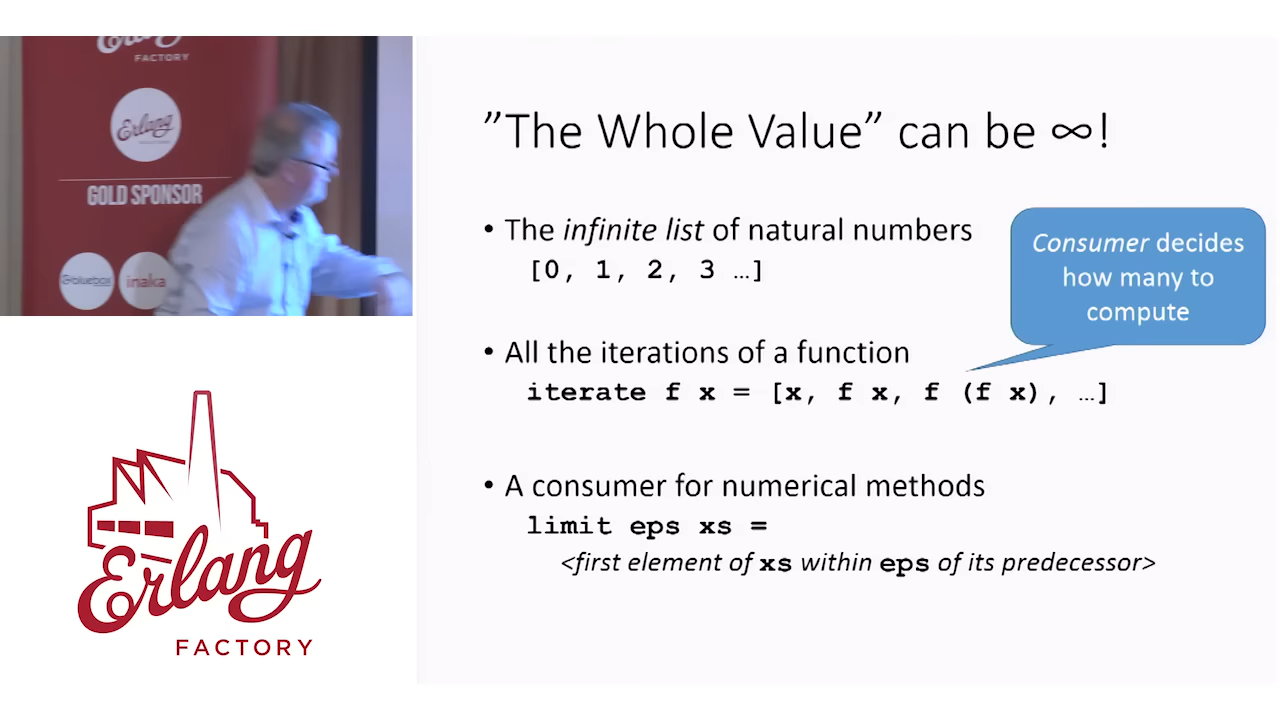 Erlang
FACTORY
Erlang
GOLD SPONSOR
bluebox
inaka
Erlang
FACTORY
”The Whole Value” can be ∞!
• The infinite list of natural numbers
[0, 1, 2, 3 …]
Consumer decides
how many to
compute
• All the iterations of a function
iterate f x = [x, f x, f (f x), …]
• A consumer for numerical methods
limit eps xs =
<first element of xs within eps of its predecessor>